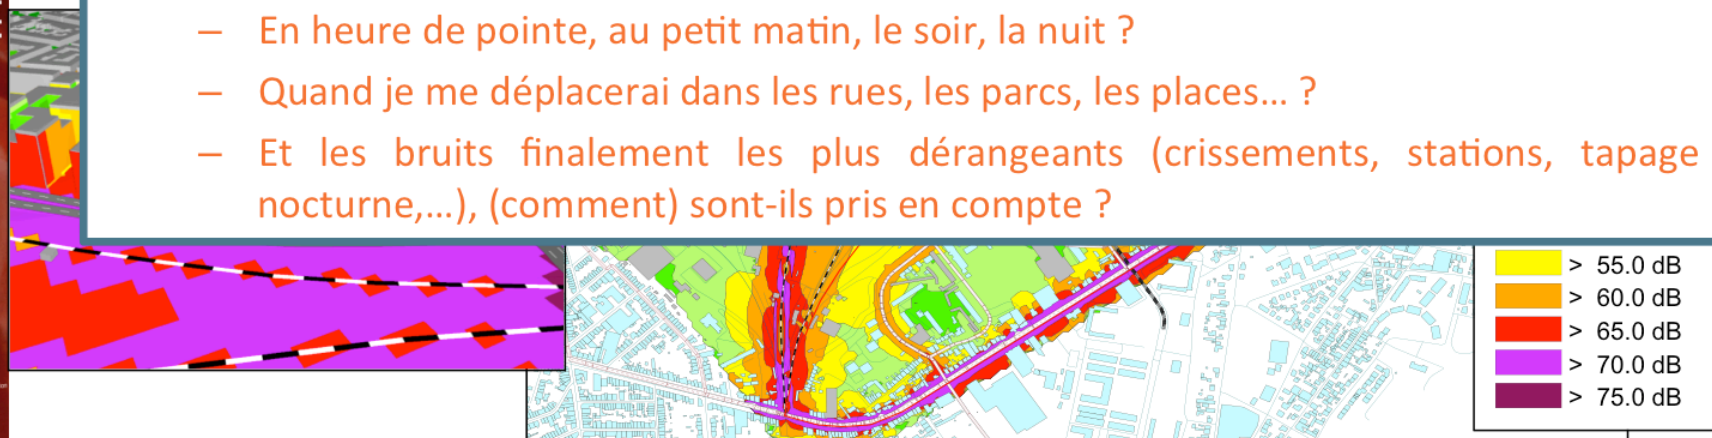 – En heure de pointe, au petit matin, le soir, la nuit ?
– Quand je me déplacerai dans les rues, les parcs, les places... ?
– Et les bruits finalement les plus dérangeants (crissements, stations, tapage
nocturne,...), (comment) sont-ils pris en compte ?
> 55.0 dB
> 60.0 dB
> 65.0 dB
> 70.0 dB
> 75.0 dB